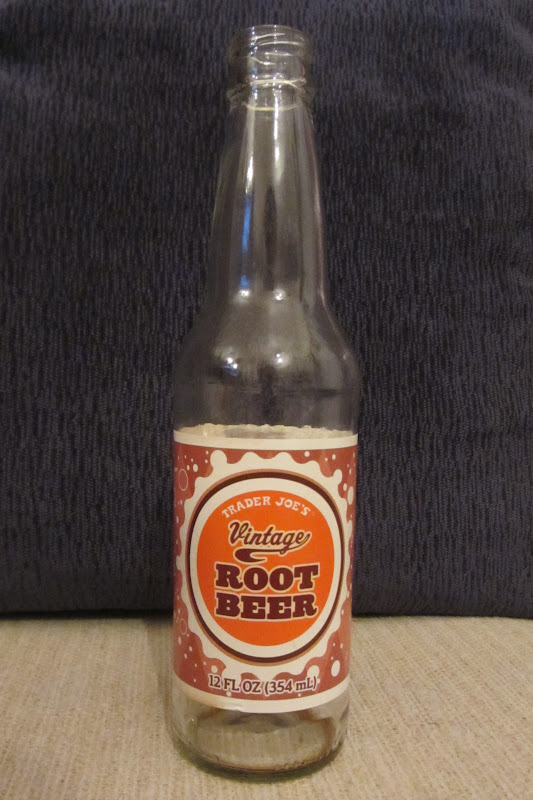 TRADER JOE'S
Vintage
ROOT
BEER
12 FL OZ (354 mL)